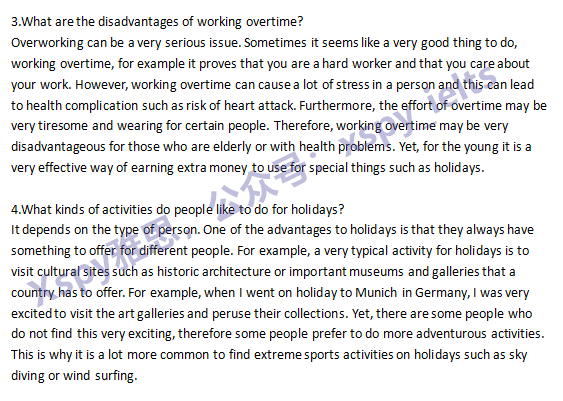 3.What are the disadvantages of working overtime?
Overworking can be a very serious issue. Sometimes it seems like a very good thing to do,
working overtime, for example it proves that you are a hard worker and that you care about
your work. However, working overtime can cause a lot of stress in a person and this can lead
to health complication such as risk of heart attack. Furthermore, the effort of overtime may be
very tiresome and wearing for certain people. Therefore, working overtime may be very
disadvantageous for those who are elderly or with health problems. Yet, for the young it is a
very effective way of earning extra money to use for special things such as holidays.
4.What kinds of activities do people like to do for holidays?
It depends on the type of person. One of the advantages to holidays is that they always have
something to offer for different people. For example, a very typical activity for holidays is to
visit cultural sites such as historic architecture or important museums and galleries that a
country has to offer. For example, when I went on holiday to Munich in Germany, I was very
excited to visit the art galleries and peruse their collections. Yet, there are some people who
do not find this very exciting, therefore some people prefer to do more adventurous activities.
This is why it is a lot more common to find extreme sports activities on holidays such as sky
diving or wind surfing.
Xspy雅思，公众号：xspy-ielts